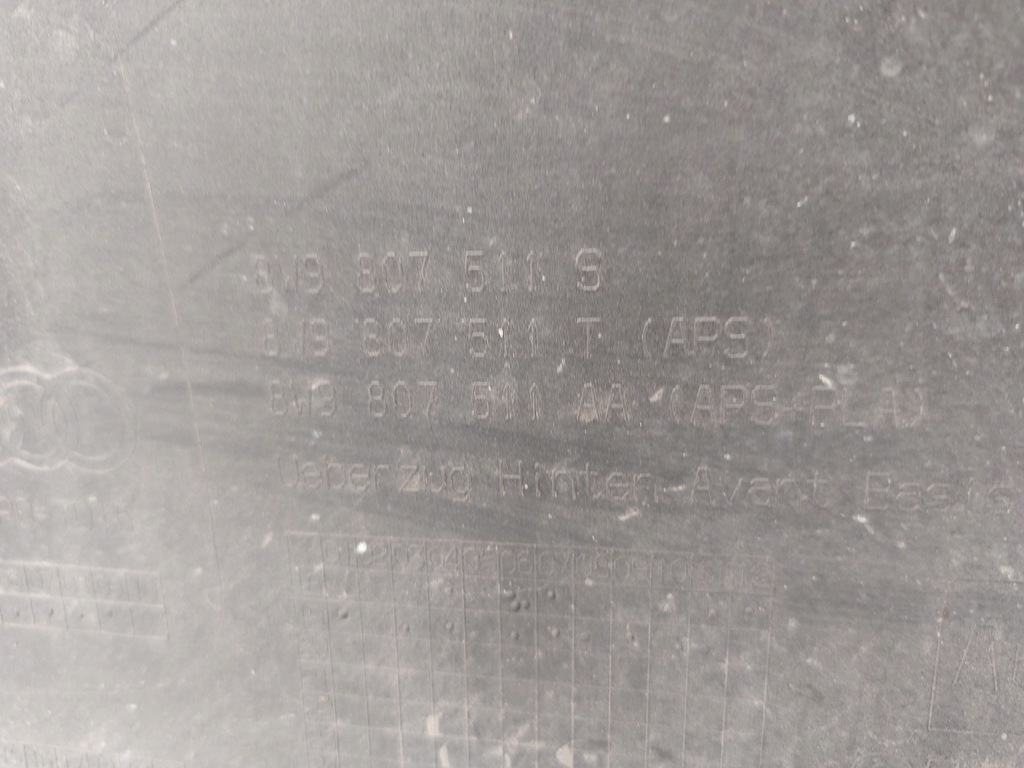 8W9 807 511 S
8W9 807 511 T (APS)
8W9 807 511 AA (APS+PLA)
Ueberzug Hinten Avant Basis